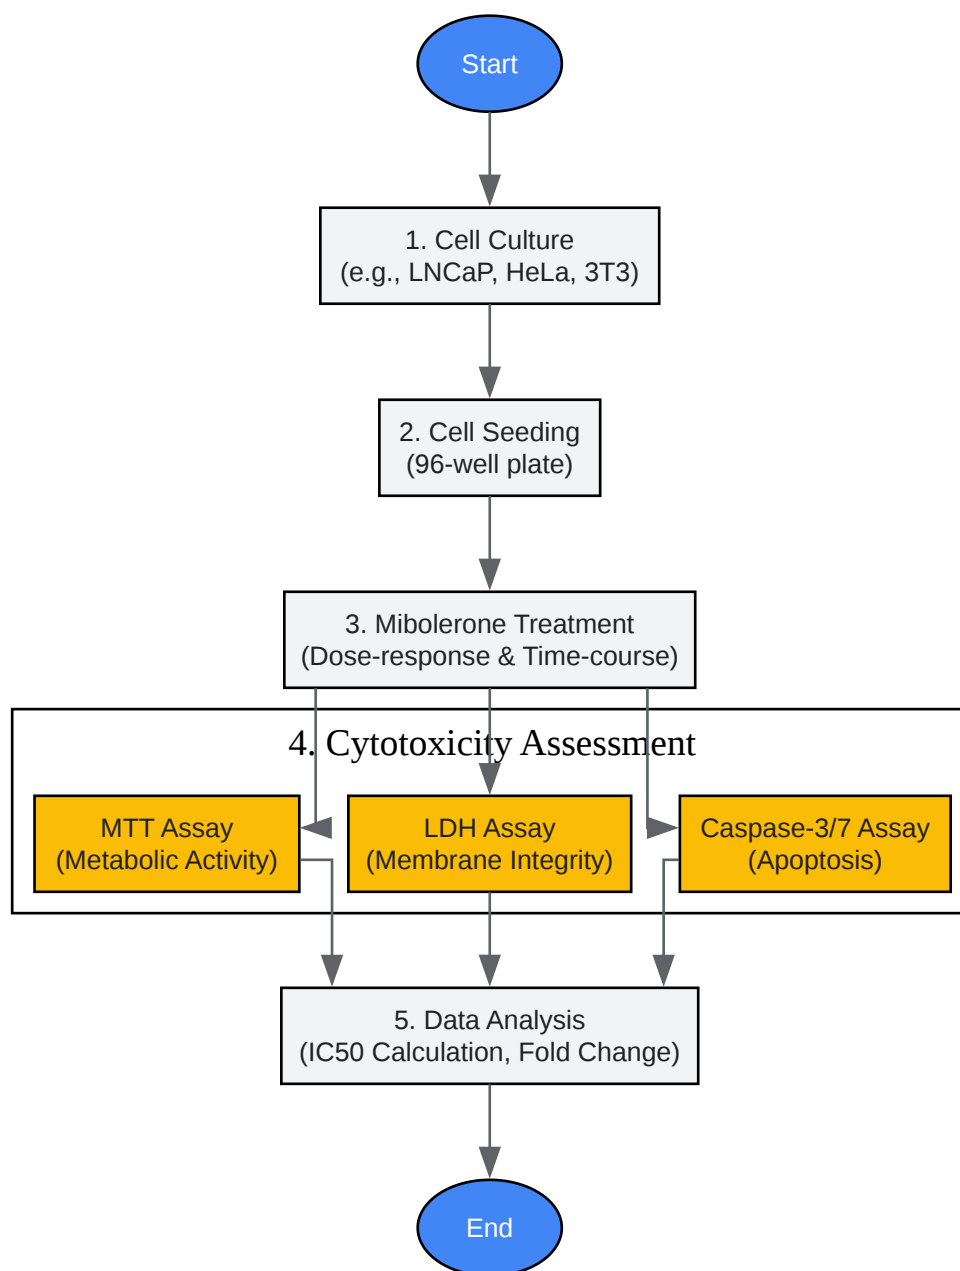 Start
1. Cell Culture
(e.g., LNCaP, HeLa, 3T3)
2. Cell Seeding
(96-well plate)
3. Mibolerone Treatment
(Dose-response & Time-course)
4. Cytotoxicity Assessment
MTT Assay
(Metabolic Activity)
LDH Assay
(Membrane Integrity)
Caspase-3/7 Assay
(Apoptosis)
5. Data Analysis
(IC50 Calculation, Fold Change)
End